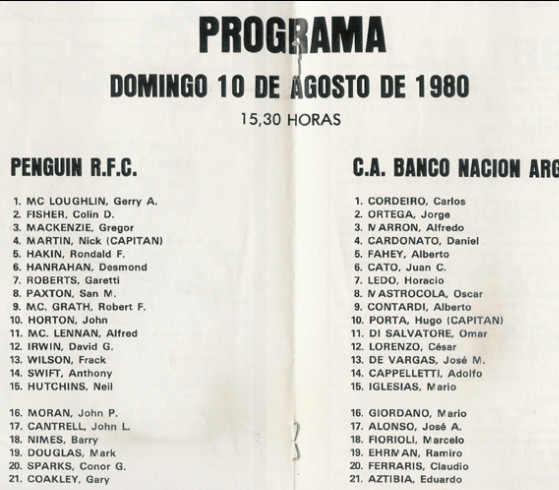 PROGRAMA
DOMINGO 10 DE AGOSTO DE 1980
15,30 HORAS
PENGUIN R.F.C.
1. MC LOUGHLIN, Gerry A.
2. FISHER, Colin D.
3. MACKENZIE, Gregor
4. MARTIN, Nick (CAPITAN)
5. HAKIN, Rondald F.
6. HANRAHAN, Desmond
7. ROBERTS, Garetti
8. PAXTON, San M.
9. MC. GRATH, Robert F.
10. HORTON, John
11. MC. LENNAN, Alfred
12. IRWIN, David G.
13. WILSON, Frack
14. SWIFT, Anthony
15. HUTCHINS, Neil
16. MORAN, John P.
17. CANTRELL, John L.
18. NIMES, Barry
19. DOUGLAS, Mark
20. SPARKS, Conor G.
21. COAKLEY, Gary
C.A. BANCO NACION ARG
1. CORDEIRO, Carlos
2. ORTEGA, Jorge
3. MARRON, Alfredo
4. CARDONATO, Daniel
5. FAHEY, Alberto
6. CATO, Juan C.
7. LEDO, Horacio
8. MASTROCOLA, Oscar
9. CONTARDI, Alberto
10. PORTA, Hugo (CAPITAN)
11. DI SALVATORE, Omar
12. LORENZO, César
13. DE VARGAS, José M.
14. CAPPELLETTI, Adolfo
15. IGLESIAS, Mario
16. GIORDANO, Mario
17. ALONSO, José A.
18. FIORIOLI, Marcelo
19. EHRMAN, Ramiro
20. FERRARIS, Claudio
21. AZTIBIA, Eduardo